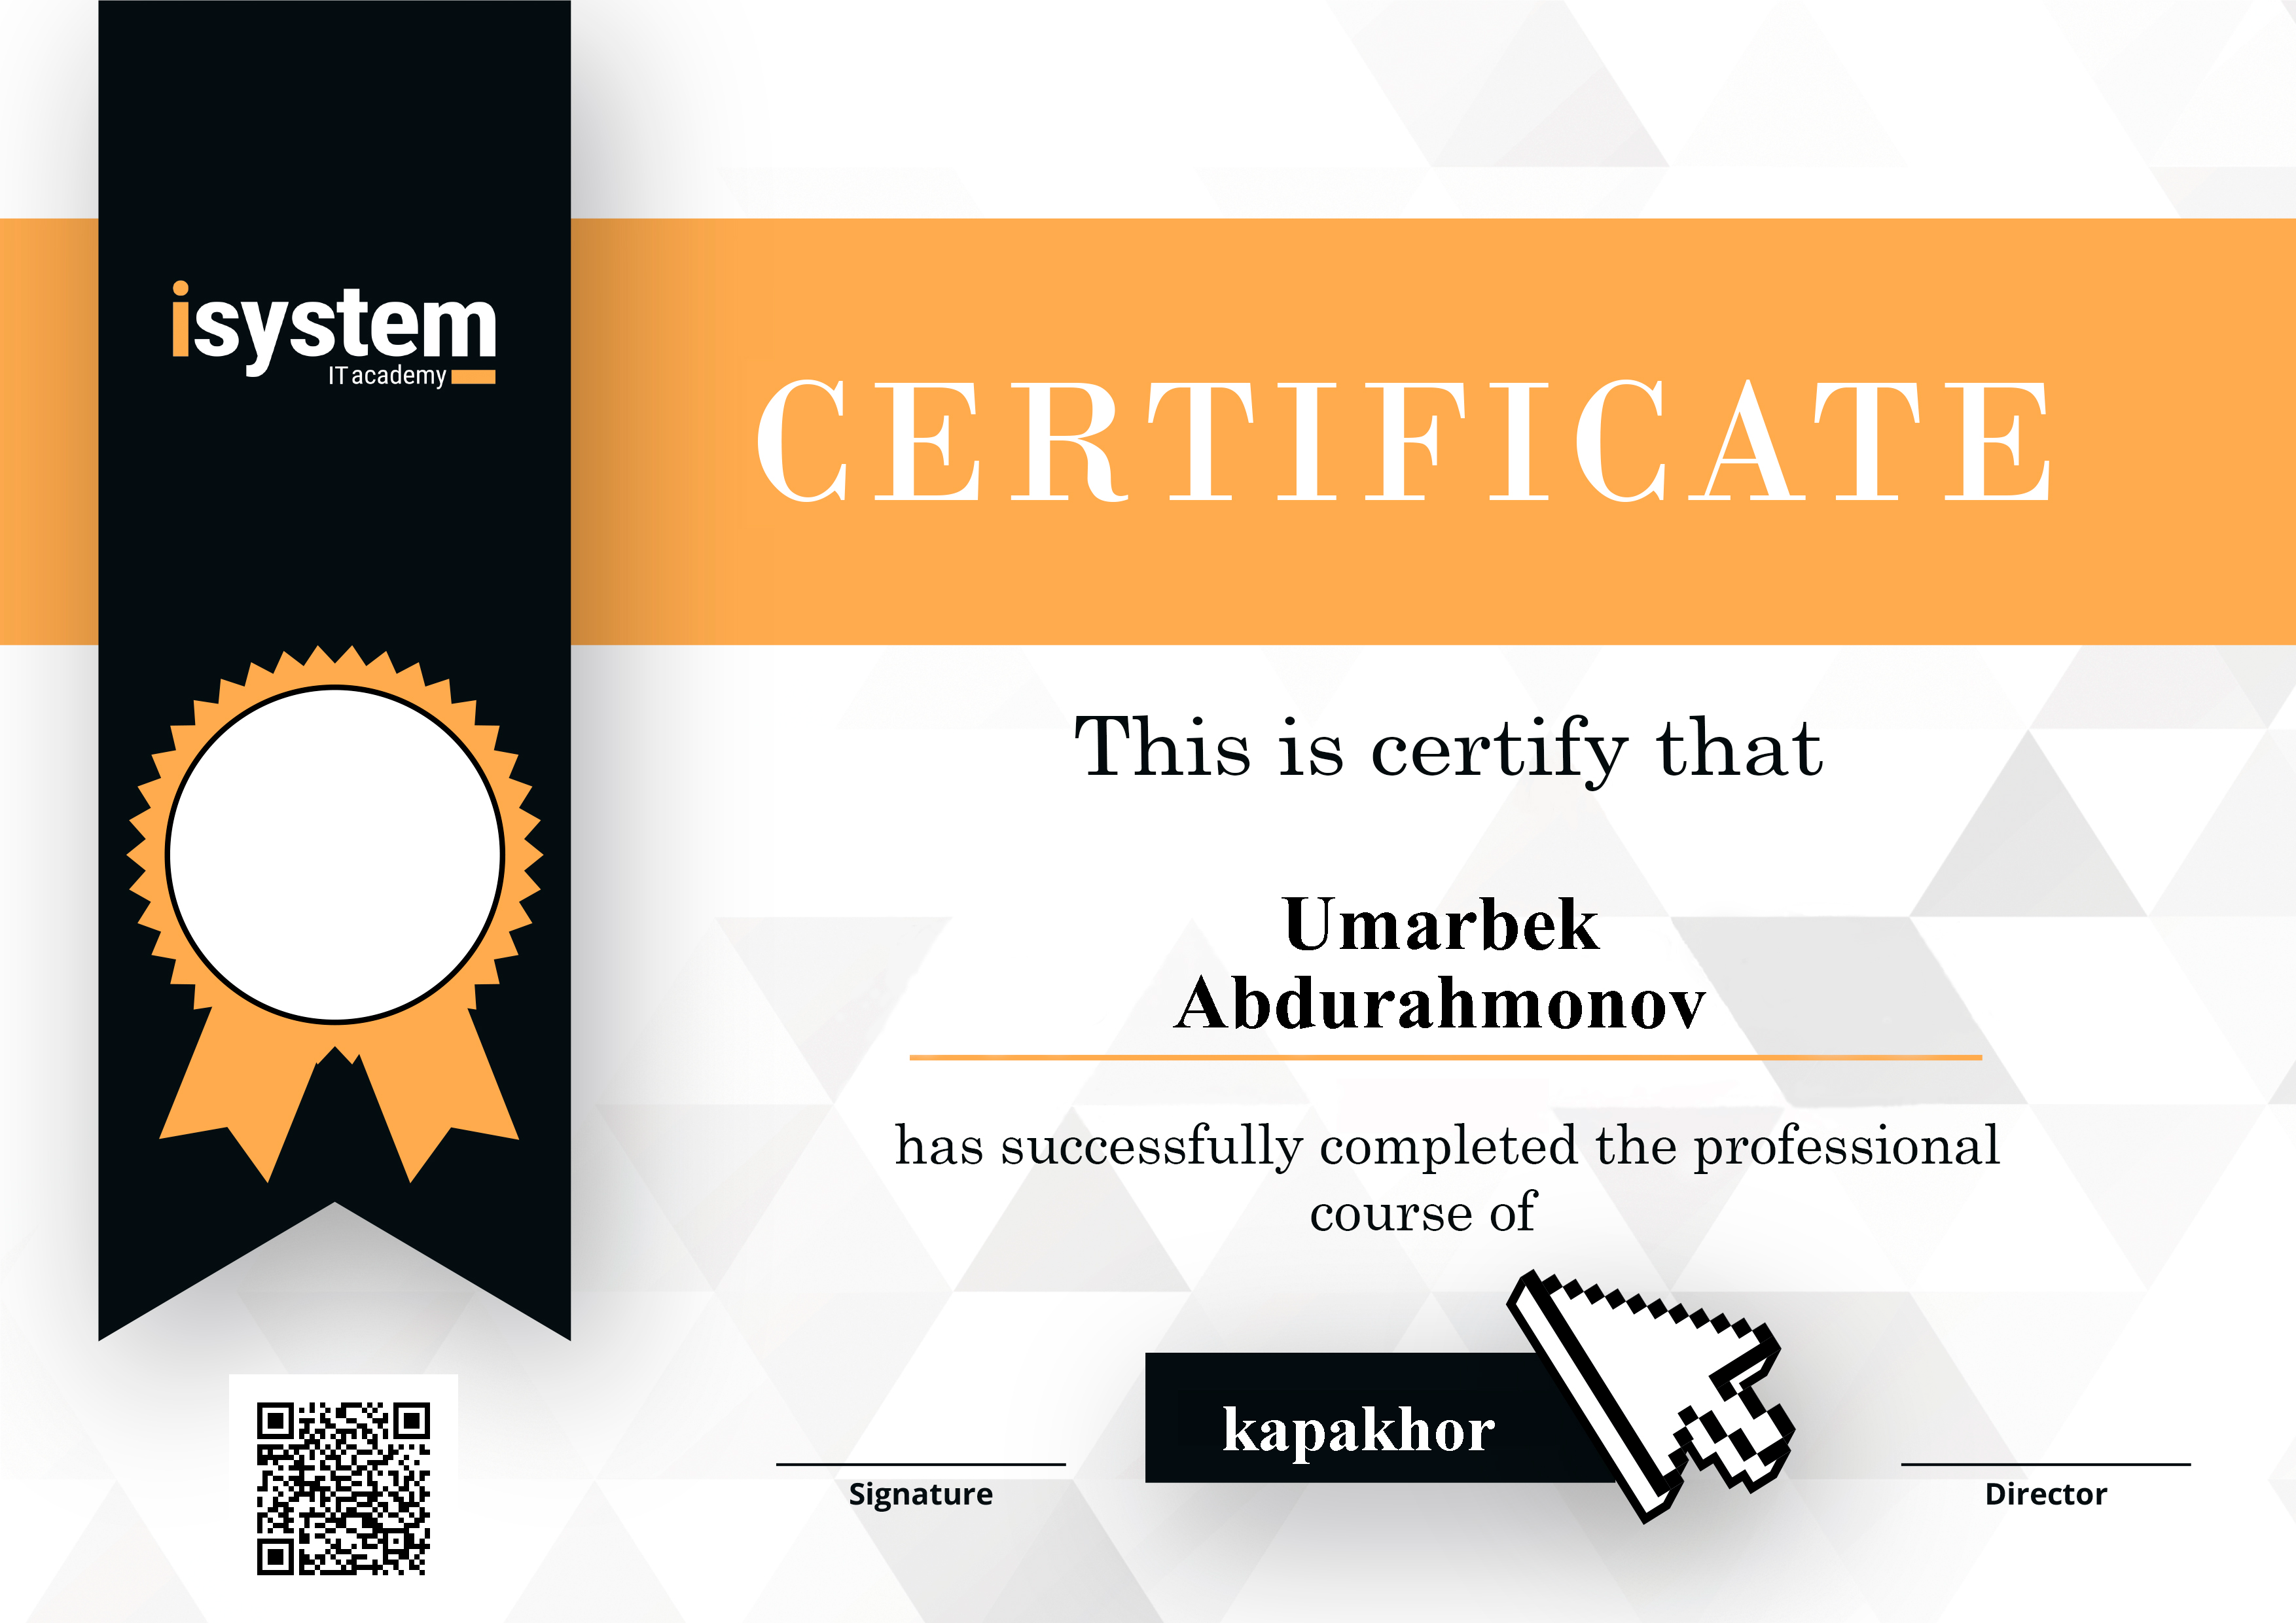 isystem
IT academy
CERTIFICATE
This is certify that
Umarbek
Abdurahmonov
has successfully completed the professional
course of
kapakhor
Signature
Director